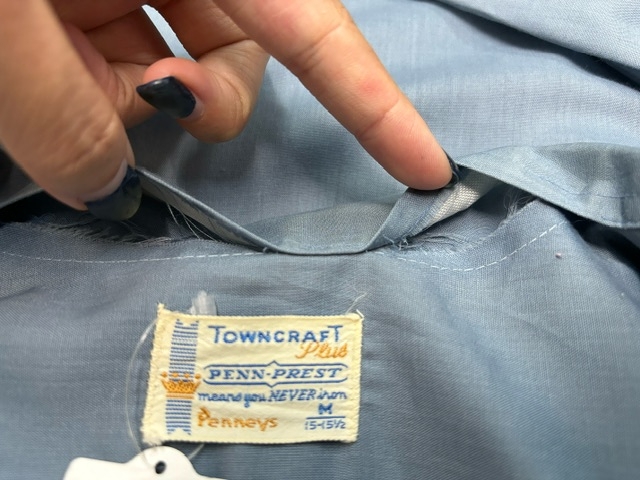 TOWNCRAFT
Plus
PENN-PREST
means you NEVER iron
Penneys
M
15-15½